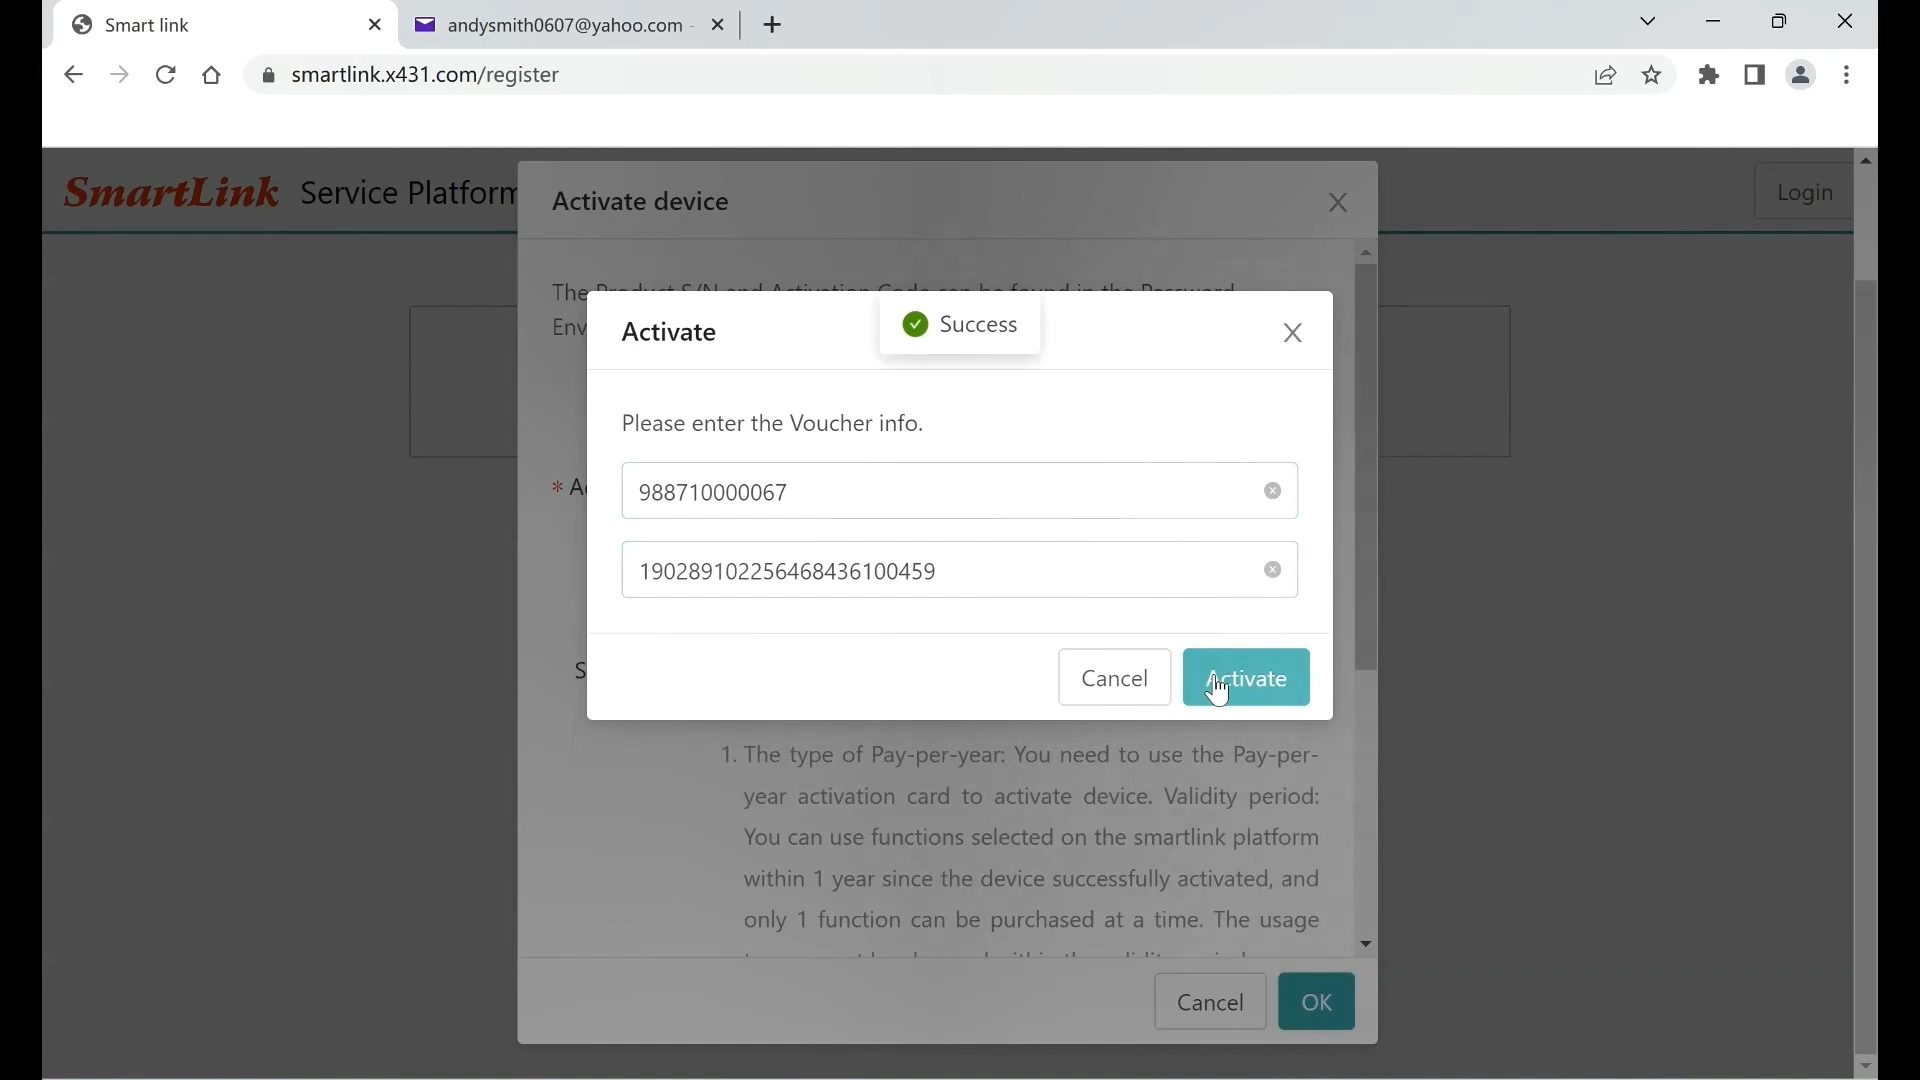 Smart link
andysmith0607@yahoo.com -
smartlink.x431.com/register
SmartLink Service Platform
Login
Activate device
The
Env
Activate
Success
Please enter the Voucher info.
988710000067
190289102256468436100459
Cancel
Activate
1. The type of Pay-per-year: You need to use the Pay-per-
year activation card to activate device. Validity period:
You can use functions selected on the smartlink platform
within 1 year since the device successfully activated, and
only 1 function can be purchased at a time. The usage
Cancel
OK